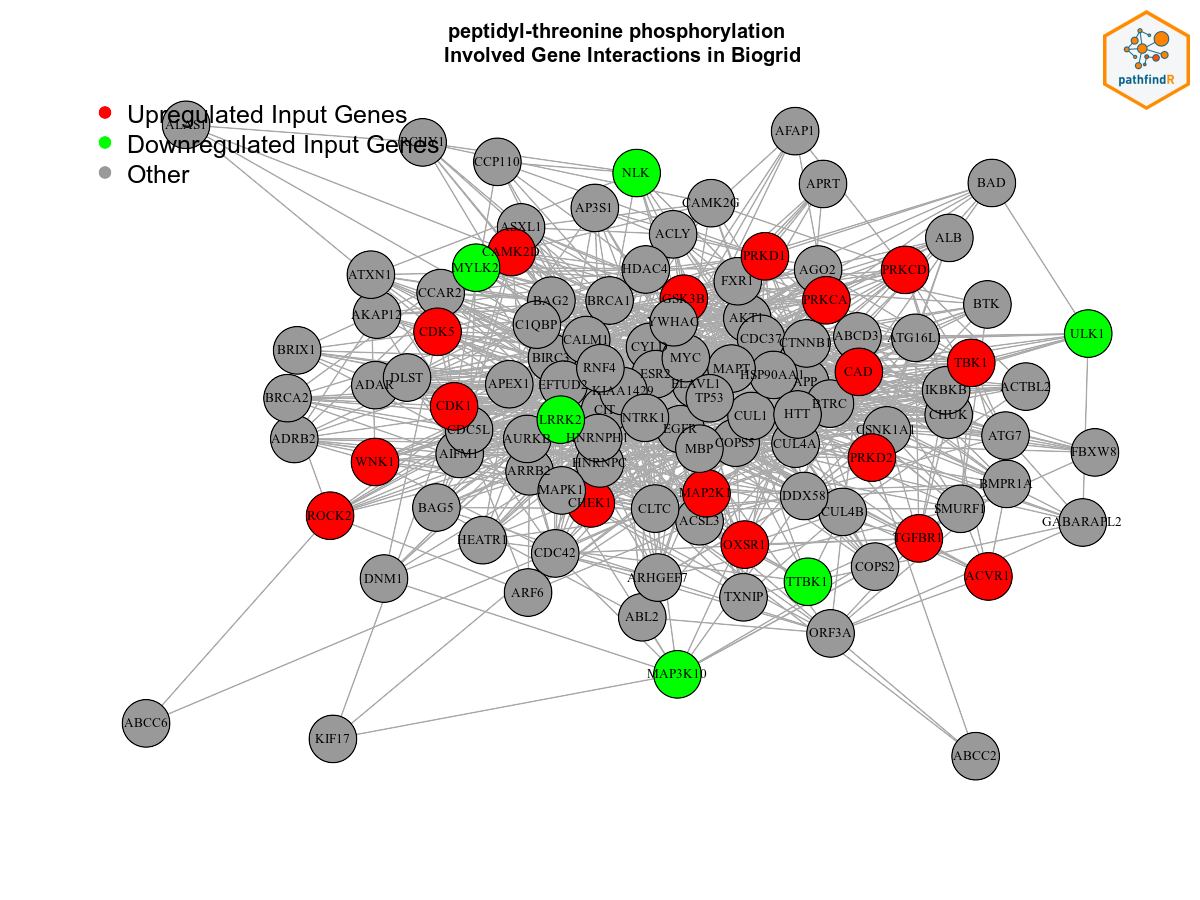 peptidyl-threonine phosphorylation
Involved Gene Interactions in Biogrid
pathfindR
Upregulated Input Genes
Downregulated Input Genes
Other
ALAS1
AFAP1
CCP110
NLK
BAD
APRT
CAMK2G
AP3S1
ASXL1
ACLY
ALB
CAMK2D
PRKD1
MYLK2
HDAC4
AGO2
PRKCD
ATXN1
FXR1
CCAR2
BAG2
BRCA1
GSK3B
PRKCA
BTK
AKAP12
C1QBP
YWHAG
AKT1
CDK5
CALM1
CDC37
CTNNB1
ABCD3
ATG16L1
ULK1
BRIX1
BIRC3
CYLD
MYC
TBK1
RNF4
MAPT
HSP90AA1
CAD
DLST
ADAR
APEX1
EFTUD2
ESR2
ELAVL1
APP
IKBKB
ACTBL2
KIAA1429
BRCA2
TP53
BTRC
CDK1
CIT
NTRK1
CUL1
HTT
CHUK
LRRK2
CDC5L
EGFR
CSNK1A1
ATG7
ADRB2
AURKB
HNRNPH1
MBP
COPS5
CUL4A
FBXW8
AIFM1
WNK1
HNRNPC
PRKD2
ARRB2
MAPK1
MAP2K1
BMPR1A
CHEK1
DDX58
BAG5
CLTC
ACSL3
CUL4B
SMURF1
GABARAPL2
ROCK2
HEATR1
CDC42
OXSR1
TGFBR1
COPS2
ACVR1
DNM1
ARF6
ARHGEF7
TTBK1
TXNIP
ABL2
ORF3A
MAP3K10
ABCC6
KIF17
ABCC2